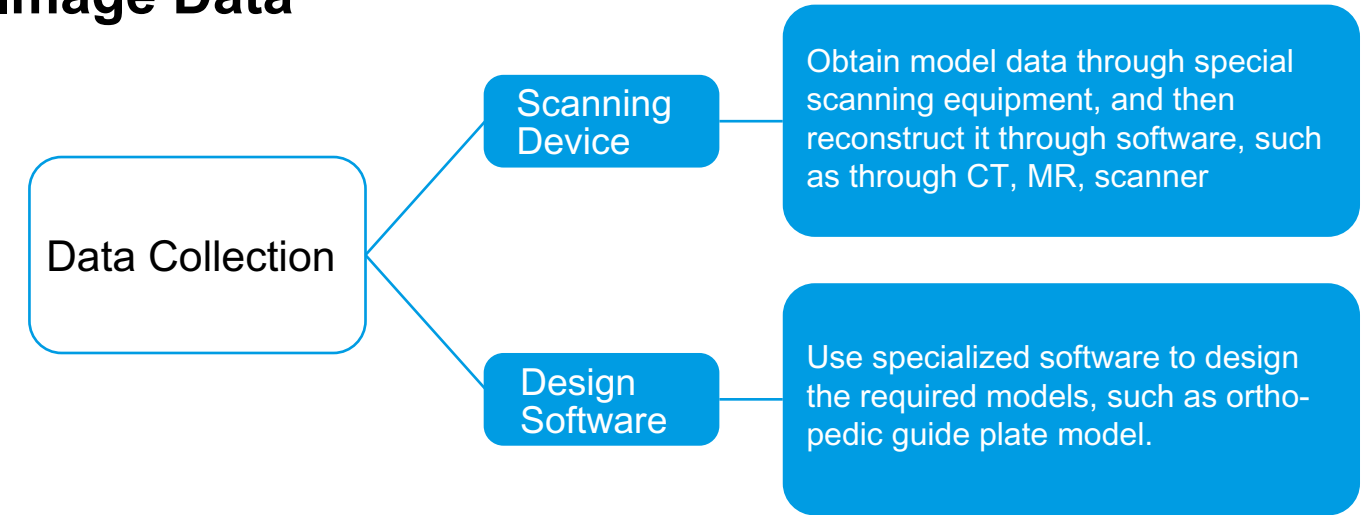 Image Data
Scanning
Device
Obtain model data through special
scanning equipment, and then
reconstruct it through software, such
as through CT, MR, scanner
Data Collection
Design
Software
Use specialized software to design
the required models, such as ortho-
pedic guide plate model.